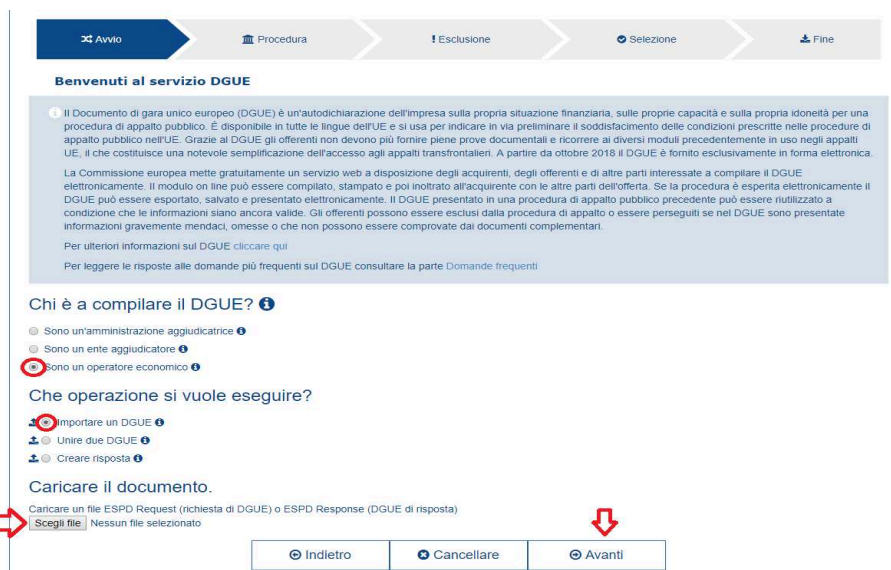 Avvio
Procedura
Esclusione
Selezione
Fine
Benvenuti al servizio DGUE
Il Documento di gara unico europeo (DGUE) è un'autodichiarazione dell'impresa sulla propria situazione finanziaria, sulle proprie capacità e sulla propria idoneità per una
procedura di appalto pubblico. É disponibile in tutte le lingue dell'UE e si usa per indicare in via preliminare il soddisfacimento delle condizioni prescritte nelle procedure di
appalto pubblico nell'UE. Grazie al DGUE gli offerenti non devono più fornire piene prove documentali e ricorrere ai diversi moduli precedentemente in uso negli appalti
UE, il che costituisce una notevole semplificazione dell'accesso agli appalti transfrontalieri. A partire da ottobre 2018 il DGUE è fornito esclusivamente in forma elettronica.
La Commissione europea mette gratuitamente un servizio web a disposizione degli acquirenti, degli offerenti e di altre parti interessate a compilare il DGUE
elettronicamente. Il modulo on line può essere compilato, stampato e poi inoltrato all'acquirente con le altre parti dell'offerta. Se la procedura è esperita elettronicamente il
DGUE può essere esportato, salvato e presentato elettronicamente. Il DGUE presentato in una procedura di appalto pubblico precedente può essere riutilizzato a
condizione che le informazioni siano ancora valide. Gli offerenti possono essere esclusi dalla procedura di appalto o essere perseguiti se nel DGUE sono presentate
informazioni gravemente mendaci, omesse o che non possono essere comprovate dai documenti complementari.
Per ulteriori informazioni sul DGUE cliccare qui
Per leggere le risposte alle domande più frequenti sul DGUE consultare la parte Domande frequenti
Chi è a compilare il DGUE?
Sono un'amministrazione aggiudicatrice
Sono un ente aggiudicatore
Sono un operatore economico
Che operazione si vuole eseguire?
Importare un DGUE
Unire due DGUE
Creare risposta
Caricare il documento.
Caricare un file ESPD Request (richiesta di DGUE) o ESPD Response (DGUE di risposta)
Scegli file Nessun file selezionato
Indietro
Cancellare
Avanti